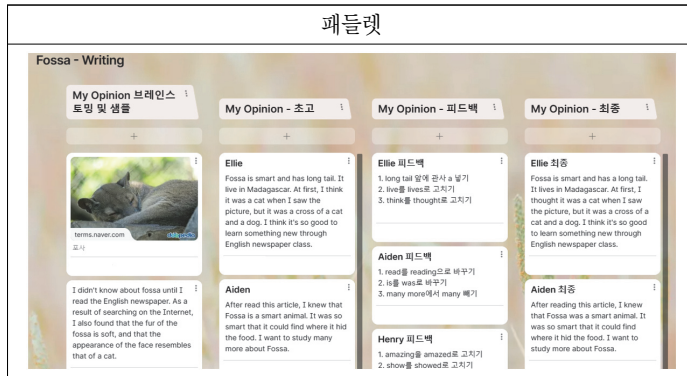 패들렛
Fossa - Writing
My Opinion 브레인스
토밍 및 샘플
terms.naver.com
포사
I didn't know about fossa until I
read the English newspaper. As a
result of searching on the Internet,
I also found that the fur of the
fossa is soft, and that the
appearance of the face resembles
that of a cat.
My Opinion - 초고
Ellie
Fossa is smart and has long tail. It
live in Madagascar. At first, I think
it was a cat when I saw the
picture, but it was a cross of a cat
and a dog. I think it's so good to
learn something new through
English newspaper class.
Aiden
After read this article, I knew that
Fossa is a smart animal. It was so
smart that it could find where it hid
the food. I want to study many
more about Fossa.
My Opinion - 피드백
Ellie 피드백
1. long tail 앞에 관사 a 넣기
2. live를 lives로 고치기
3. think를 thought로 고치기
Aiden 피드백
1. read를 reading으로 바꾸기
2. is를 was로 바꾸기
3. many more에서 many 빼기
Henry 피드백
1. amazing을 amazed로 고치기
2. show를 showed로 고치기
My Opinion - 최종
Ellie 최종
Fossa is smart and has a long tail.
It lives in Madagascar. At first, I
thought it was a cat when I saw the
picture, but it was a cross of a cat
and a dog. I think it's so good to
learn something new through
English newspaper class.
Aiden 최종
After reading this article, I knew
that Fossa was a smart animal. It
was so smart that it could find
where it hid the food. I want to
study more about Fossa.